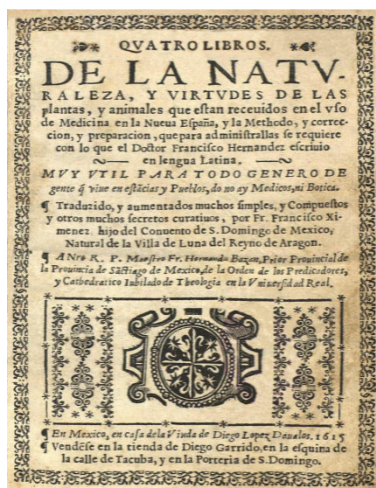 QVATRO LIBROS.
DE LA NATV-
RALEZA, Y VIRTVDES DE LAS
plantas, y animales que estan receuidos en el vso
de Medicina en la Nueua España, y la Methodo, y correc-
cion, y preparacion, que para administrallas se requiere
con lo que el Doctor Francisco Hernandez escriuio
en lengua Latina.
MVY VTIL PARA TODO GENERO DE
gente q̃ viue en estãcias y Pueblos, do no ay Medicos, ni Botica.
¶ Traduzido, y aumentados muchos simples, y Compuestos
y otros muchos secretos curatiuos, por Fr. Francisco Xi-
menez hijo del Conuento de S. Domingo de Mexico,
Natural de la Villa de Luna del Reyno de Aragon.
¶ A Nro R. P. Maestro Fr. Hernando Bazan, Prior Prouincial de
la Prouincia de Sãctiago de Mexico, de la Orden de los Predicadores,
y Cathedratico Iubilado de Theologia en la Vniuersidad Real.
¶ En Mexico, en casa de la Viuda de Diego Lopez Daualos. 1615
¶ Vendese en la tienda de Diego Garrido, en la esquina de
la calle de Tacuba, y en la Porteria de S. Domingo.